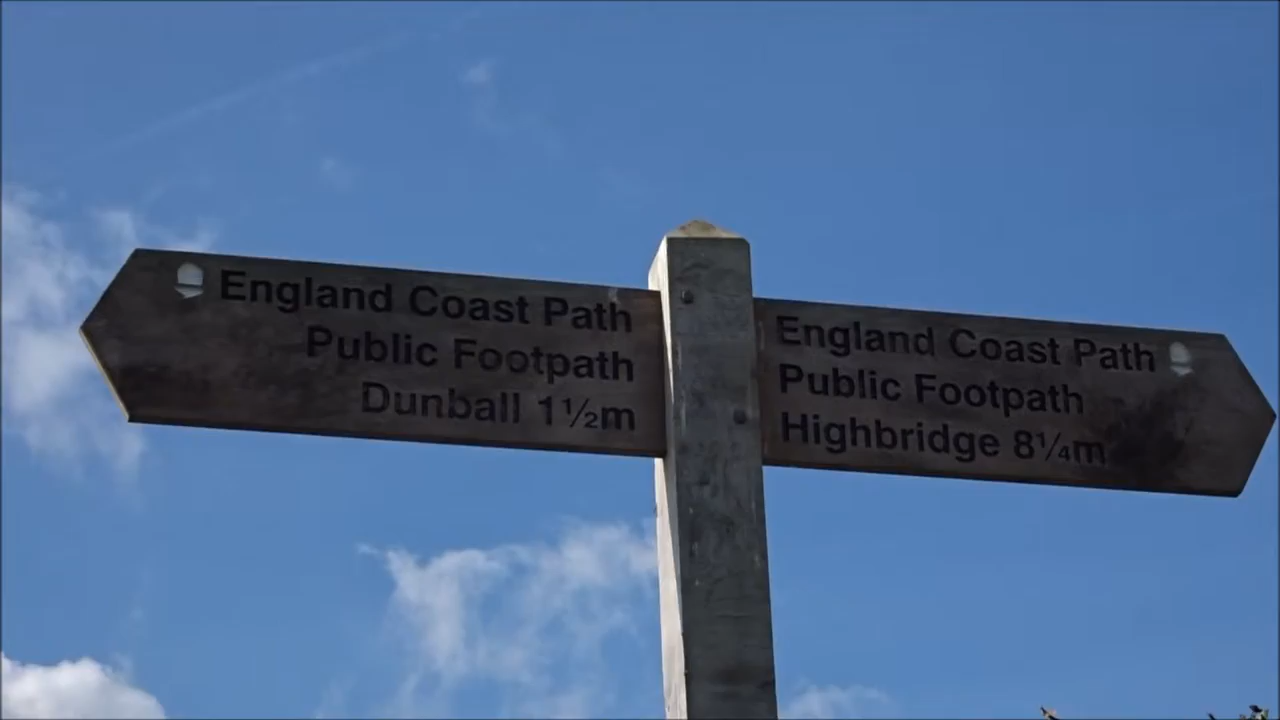 England Coast Path
Public Footpath
Dunball 1½m
England Coast Path
Public Footpath
Highbridge 8¼m